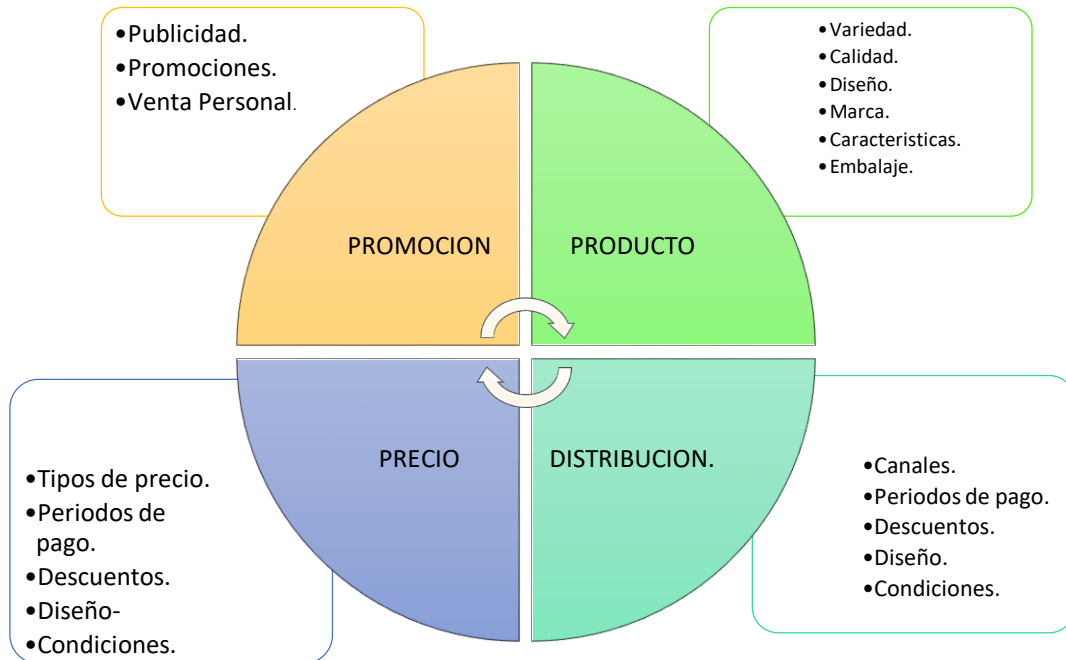 •Publicidad.
•Promociones.
•Venta Personal.
•Variedad.
•Calidad.
•Diseño.
•Marca.
•Caracteristicas.
•Embalaje.
PROMOCION
PRODUCTO
PRECIO
DISTRIBUCION.
•Tipos de precio.
•Periodos de
pago.
•Descuentos.
•Diseño-
•Condiciones.
•Canales.
•Periodos de pago.
•Descuentos.
•Diseño.
•Condiciones.